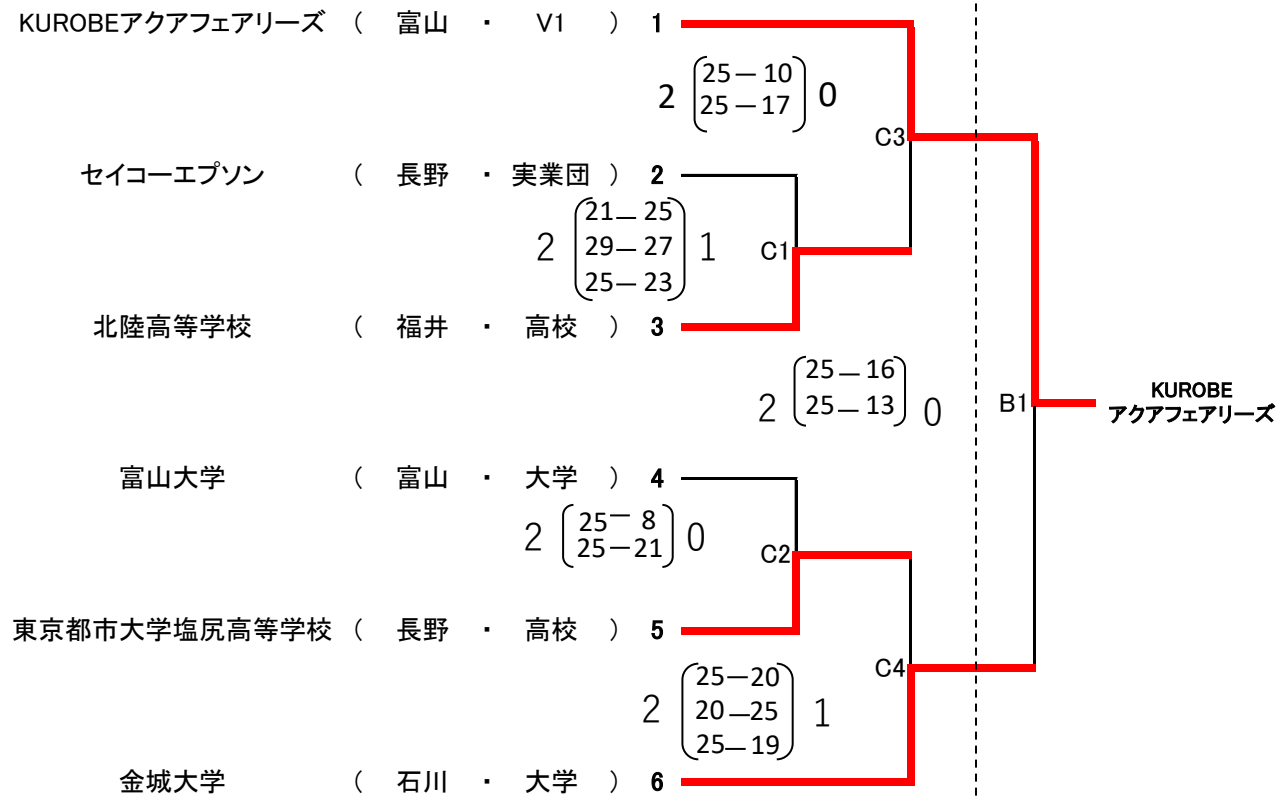 KUROBEアクアフェアリーズ ( 富山 ・ V1 ) 1
2 25－10 0
25－17
C3
セイコーエプソン ( 長野 ・ 実業団 ) 2
21－25
2 29－27 1
25－23
C1
北陸高等学校 ( 福井 ・ 高校 ) 3
25－16
2 25－13 0
B1
KUROBE
アクアフェアリーズ
富山大学 ( 富山 ・ 大学 ) 4
2 25－8 0
25－21
C2
東京都市大学塩尻高等学校 ( 長野 ・ 高校 ) 5
C4
25－20
2 20－25 1
25－19
金城大学 ( 石川 ・ 大学 ) 6